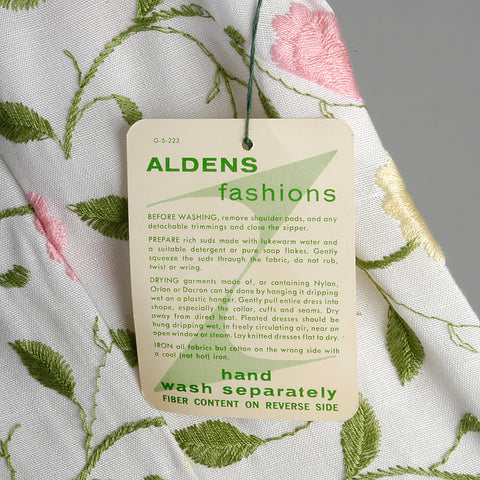 G-5-223
ALDENS
fashions
BEFORE WASHING, remove shoulder pads, and any
detachable trimmings and close the zipper.
PREPARE rich suds made with lukewarm water and
a suitable detergent or pure soap flakes. Gently
squeeze the suds through the fabric, do not rub,
twist or wring.
DRYING garments made of, or containing Nylon,
Orlon or Dacron can be done by hanging it dripping
wet on a plastic hanger. Gently pull entire dress into
shape, especially the collar, cuffs and seams. Dry
away from direct heat. Pleated dresses should be
hung dripping wet, in freely circulating air, near an
open window or steam. Lay knitted dresses flat to dry.
IRON all fabrics but cotton on the wrong side with
a cool (not hot) iron.
hand
wash separately
FIBER CONTENT ON REVERSE SIDE